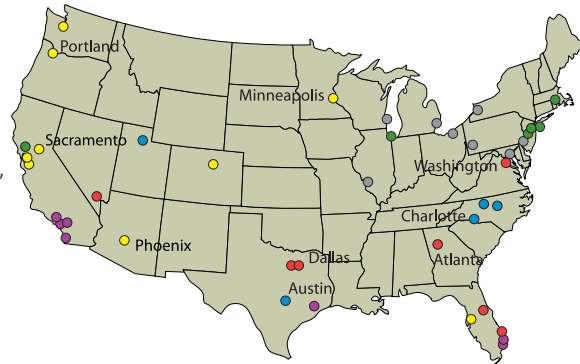 Portland
Minneapolis
Sacramento
,
Washington
Charlotte
Phoenix
Dallas
Atlanta
Austin